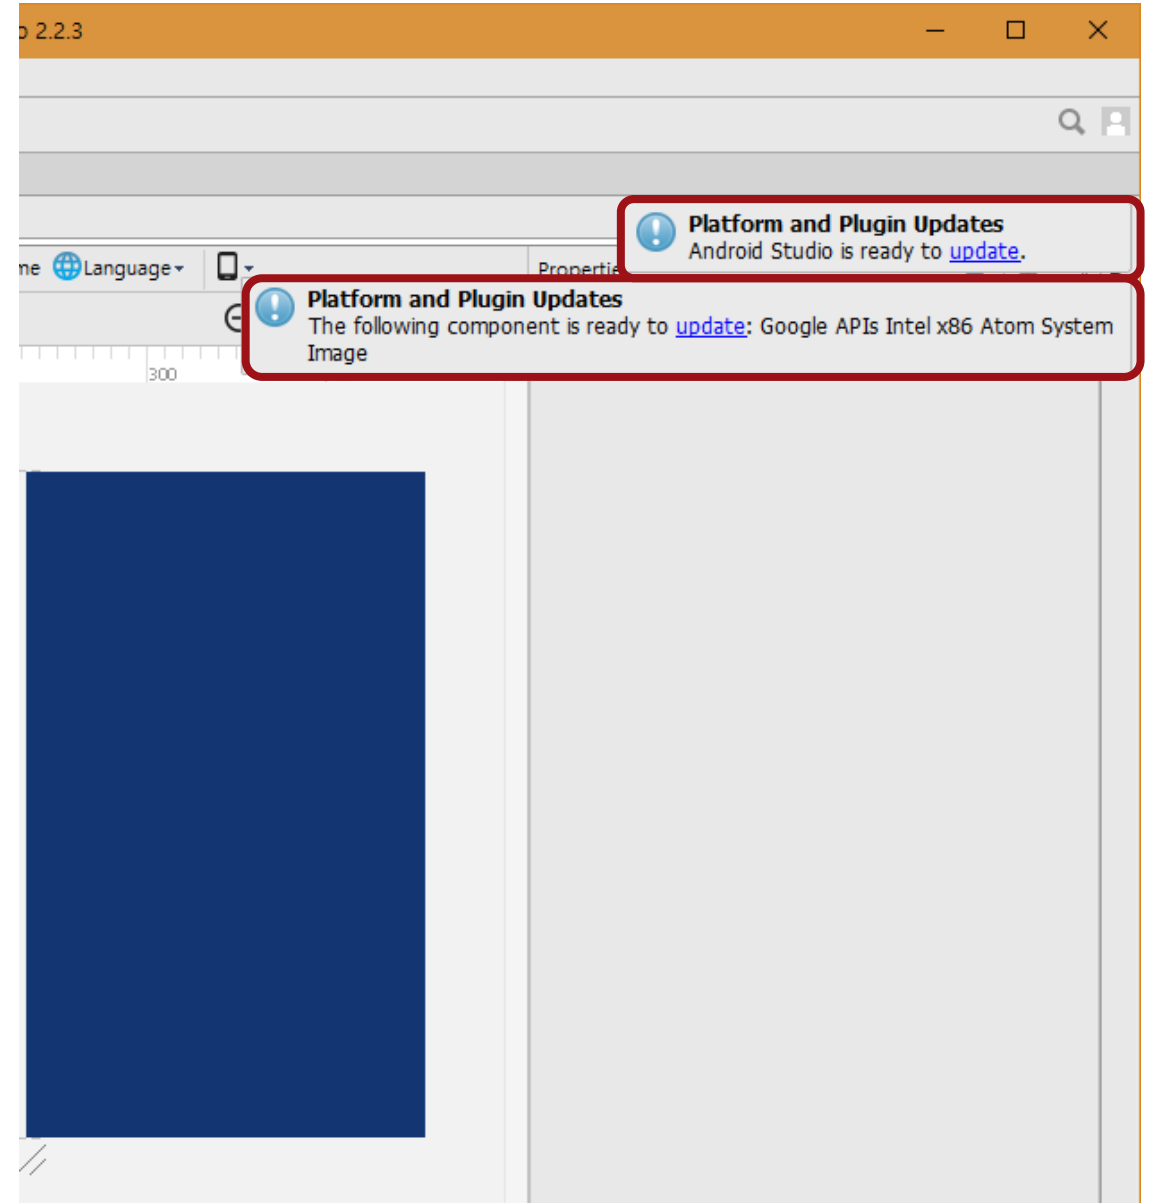 2.2.3
Platform and Plugin Updates
Android Studio is ready to update.
Language
Platform and Plugin Updates
The following component is ready to update: Google APIs Intel x86 Atom System
Image
300